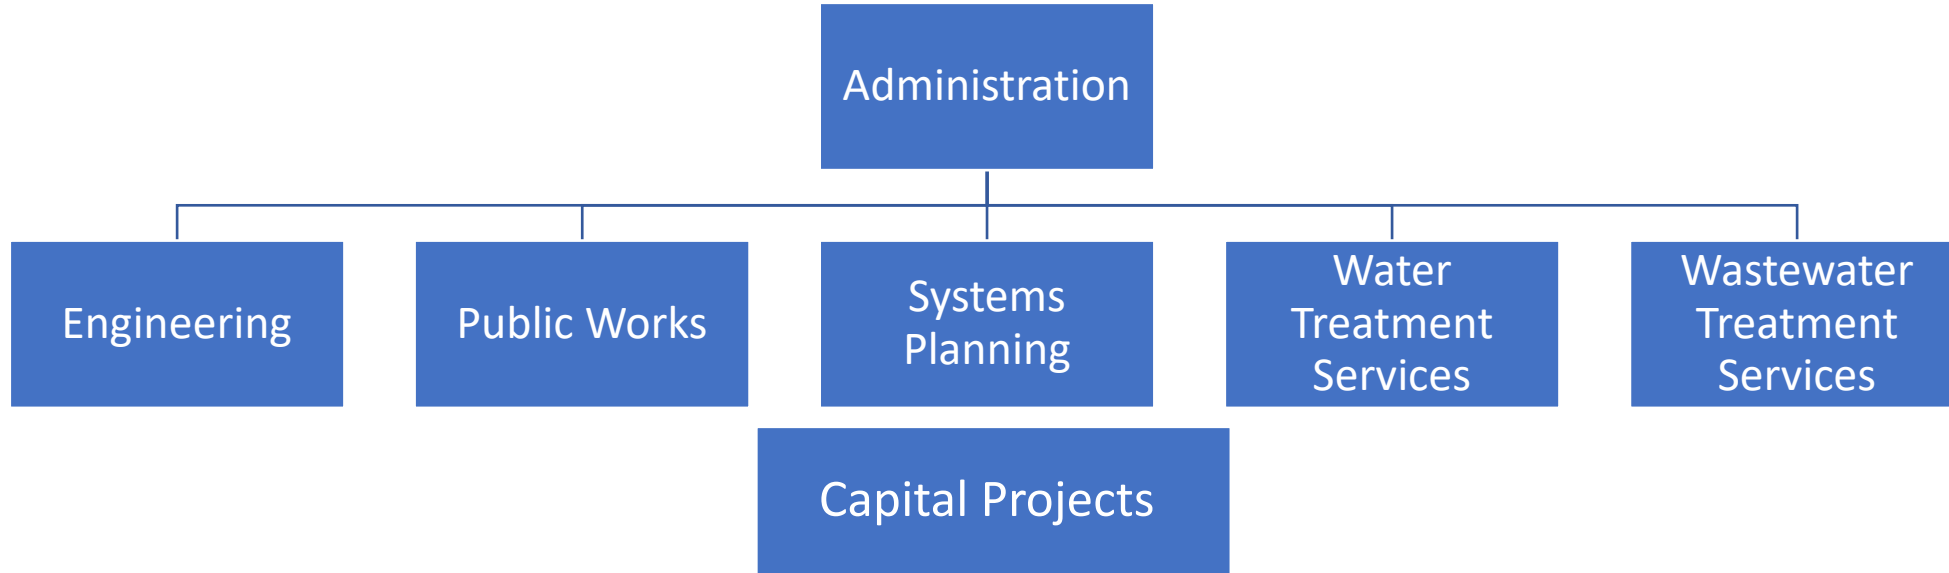 Administration
Engineering
Public Works
Systems
Planning
Water
Treatment
Services
Wastewater
Treatment
Services
Capital Projects